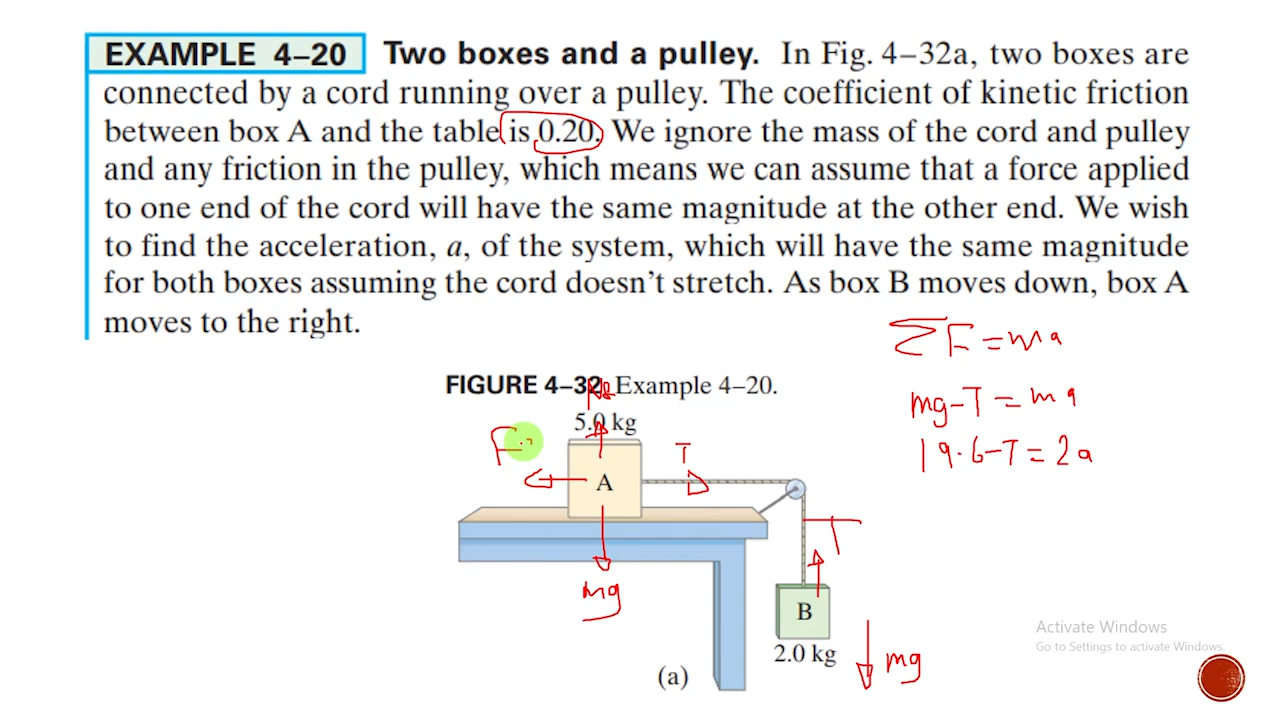 EXAMPLE 4–20 Two boxes and a pulley. In Fig. 4–32a, two boxes are
connected by a cord running over a pulley. The coefficient of kinetic friction
between box A and the table is 0.20. We ignore the mass of the cord and pulley
and any friction in the pulley, which means we can assume that a force applied
to one end of the cord will have the same magnitude at the other end. We wish
to find the acceleration, a, of the system, which will have the same magnitude
for both boxes assuming the cord doesn't stretch. As box B moves down, box A
moves to the right.
ΣF = ma
FIGURE 4–32 Example 4–20.
mg - T = ma
5.0 kg
19.6 - T = 2a
F
T
A
T
mg
B
2.0 kg
mg
(a)
Activate Windows
Go to Settings to activate Windows.